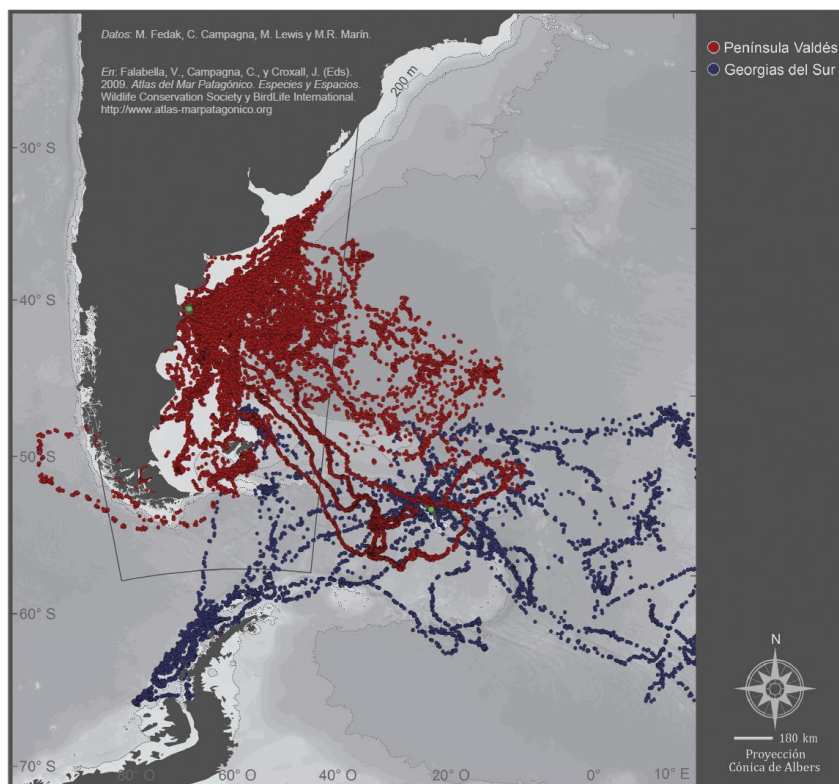 Datos: M. Fedak, C. Campagna, M. Lewis y M.R. Marín.
En: Falabella, V., Campagna, C., y Croxall, J. (Eds).
2009. Atlas del Mar Patagónico. Especies y Espacios.
Wildlife Conservation Society y BirdLife International.
http://www.atlas-marpatagonico.org
200 m
Península Valdés
Georgias del Sur
30° S
40° S
50° S
60° S
70° S
80° O
60° O
40° O
20° O
0°
10° E
N
180 km
Proyección
Cónica de Albers